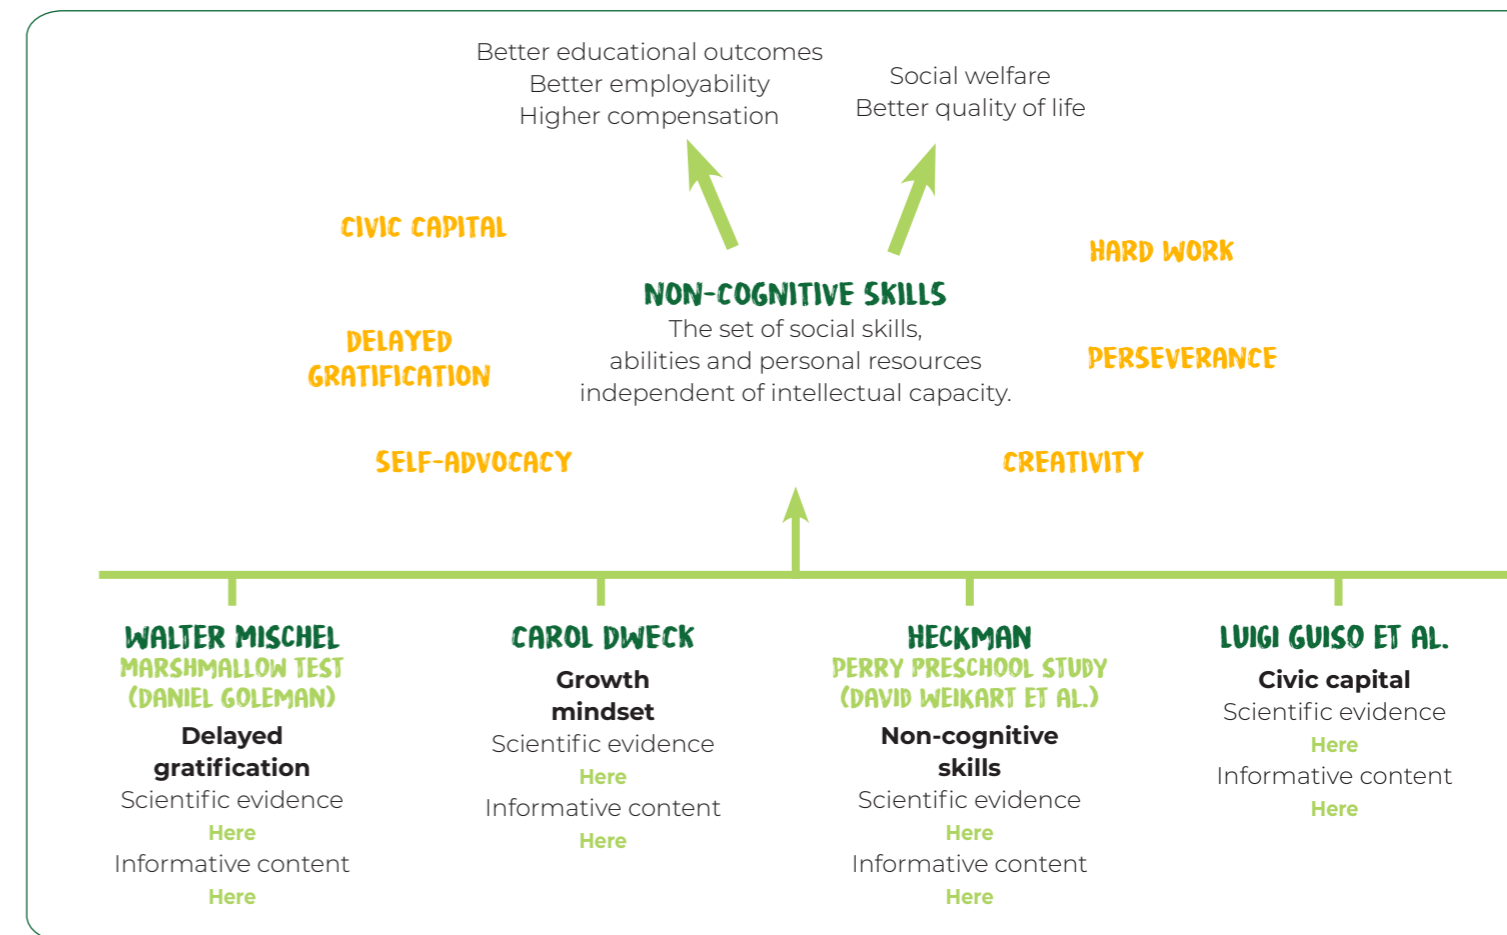 Better educational outcomes
Better employability
Higher compensation
Social welfare
Better quality of life
CIVIC CAPITAL
HARD WORK
NON-COGNITIVE SKILLS
The set of social skills,
abilities and personal resources
independent of intellectual capacity.
DELAYED
GRATIFICATION
PERSEVERANCE
SELF-ADVOCACY
CREATIVITY
WALTER MISCHEL
MARSHMALLOW TEST
(DANIEL GOLEMAN)
Delayed
gratification
Scientific evidence
Here
Informative content
Here
CAROL DWECK
Growth
mindset
Scientific evidence
Here
Informative content
Here
HECKMAN
PERRY PRESCHOOL STUDY
(DAVID WEIKART ET AL.)
Non-cognitive
skills
Scientific evidence
Here
Informative content
Here
LUIGI GUISO ET AL.
Civic capital
Scientific evidence
Here
Informative content
Here